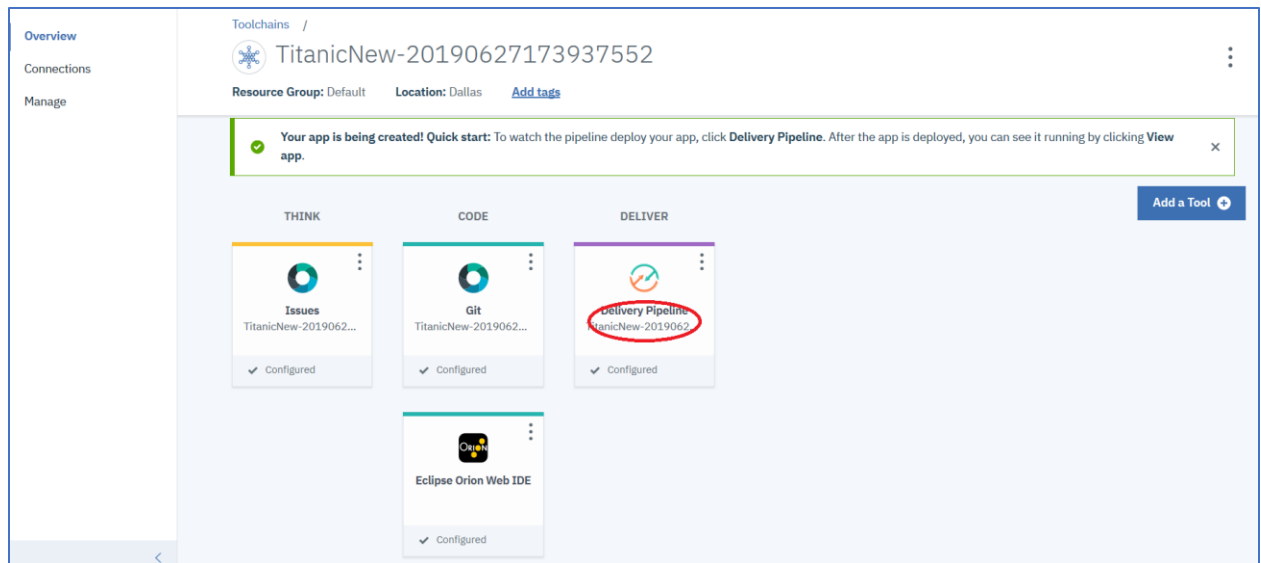 Overview
Connections
Manage
Toolchains /
TitanicNew-20190627173937552
Resource Group: Default Location: Dallas Add tags
Your app is being created! Quick start: To watch the pipeline deploy your app, click Delivery Pipeline. After the app is deployed, you can see it running by clicking View
app.
Add a Tool
THINK CODE DELIVER
Issues
TitanicNew-2019062...
Configured
Git
TitanicNew-2019062...
Configured
Delivery Pipeline
TitanicNew-2019062...
Configured
ORION
Eclipse Orion Web IDE
Configured